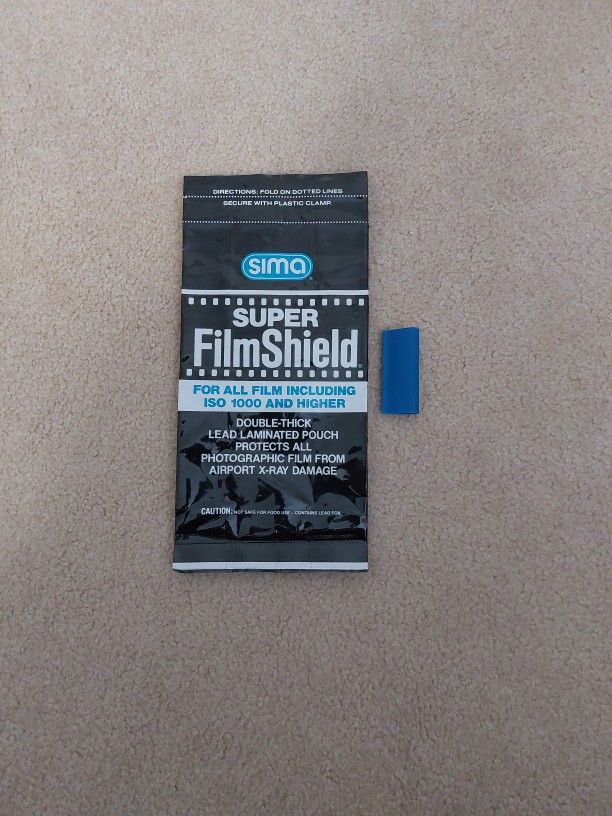 DIRECTIONS: FOLD ON DOTTED LINES
SECURE WITH PLASTIC CLAMP.
sima
SUPER
FilmShield
FOR ALL FILM INCLUDING
ISO 1000 AND HIGHER
DOUBLE-THICK
LEAD LAMINATED POUCH
PROTECTS ALL
PHOTOGRAPHIC FILM FROM
AIRPORT X-RAY DAMAGE
CAUTION: NOT SAFE FOR FOOD USE—CONTAINS LEAD FOIL